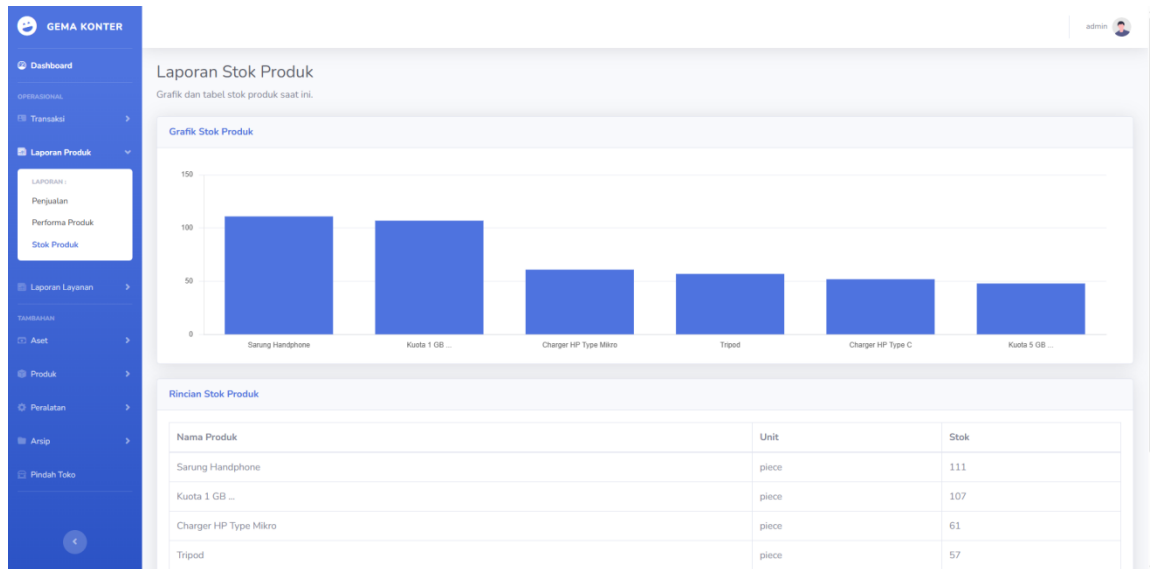 GEMA KONTER
admin
Dashboard
OPERASIONAL
Transaksi
Laporan Produk
LAPORAN :
Penjualan
Performa Produk
Stok Produk
Laporan Layanan
TAMBAHAN
Aset
Produk
Peralatan
Arsip
Pindah Toko
Laporan Stok Produk
Grafik dan tabel stok produk saat ini.
Grafik Stok Produk
150
100
50
0
Sarung Handphone Kuota 1 GB ... Charger HP Type Mikro Tripod Charger HP Type C Kuota 5 GB ...
Rincian Stok Produk
Nama Produk Unit Stok
Sarung Handphone piece 111
Kuota 1 GB ... piece 107
Charger HP Type Mikro piece 61
Tripod piece 57